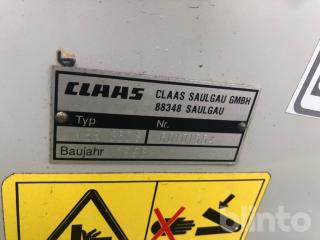 CLAAS
CLAAS SAULGAU GMBH
88348 SAULGAU
Typ
Nr.
Baujahr
blinto